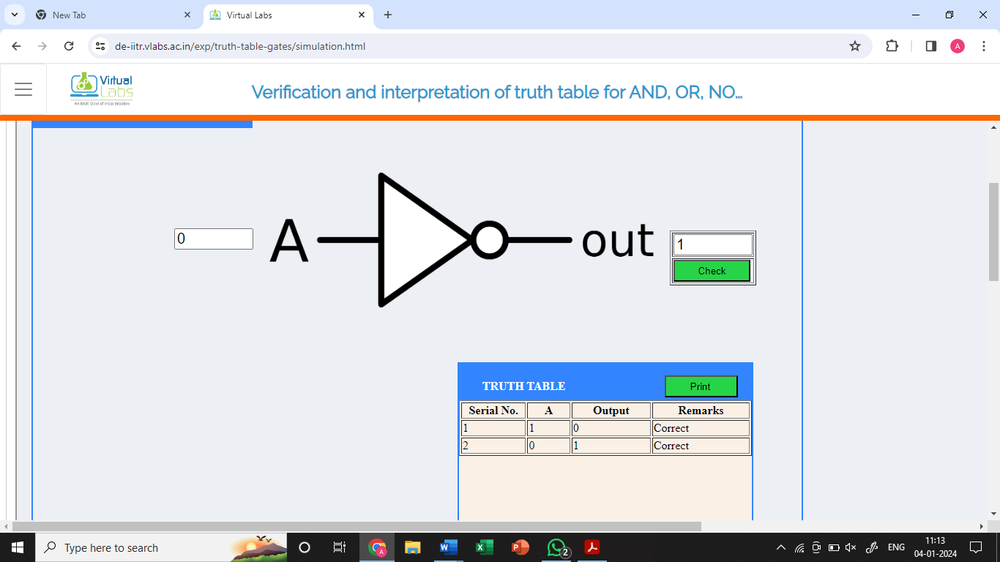 New Tab
Virtual Labs
de-iitr.vlabs.ac.in/exp/truth-table-gates/simulation.html
A
Virtual
Labs
An MoE Govt of India Initiative
Verification and interpretation of truth table for AND, OR, NO...
0
A
out
1
Check
TRUTH TABLE
Print
Serial No. A Output Remarks
1 1 0 Correct
2 0 1 Correct
Type here to search
A
2
ENG
11:13
04-01-2024